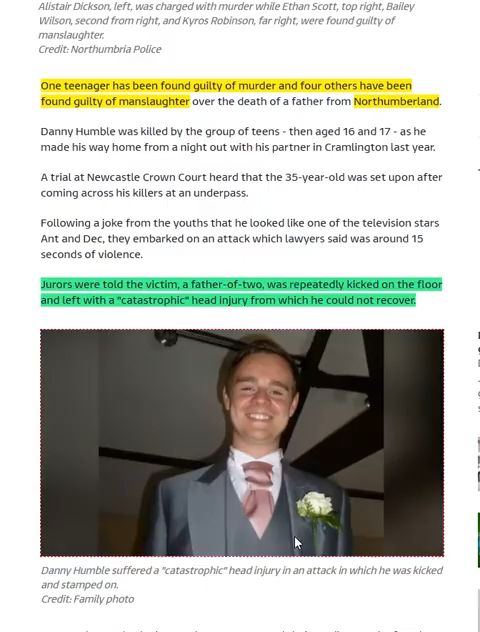 Alistair Dickson, left, was charged with murder while Ethan Scott, top right, Bailey
Wilson, second from right, and Kyros Robinson, far right, were found guilty of
manslaughter.
Credit: Northumbria Police
One teenager has been found guilty of murder and four others have been
found guilty of manslaughter over the death of a father from Northumberland.
Danny Humble was killed by the group of teens - then aged 16 and 17 - as he
made his way home from a night out with his partner in Cramlington last year.
A trial at Newcastle Crown Court heard that the 35-year-old was set upon after
coming across his killers at an underpass.
Following a joke from the youths that he looked like one of the television stars
Ant and Dec, they embarked on an attack which lawyers said was around 15
seconds of violence.
Jurors were told the victim, a father-of-two, was repeatedly kicked on the floor
and left with a "catastrophic" head injury from which he could not recover.
Danny Humble suffered a "catastrophic" head injury in an attack in which he was kicked
and stamped on.
Credit: Family photo